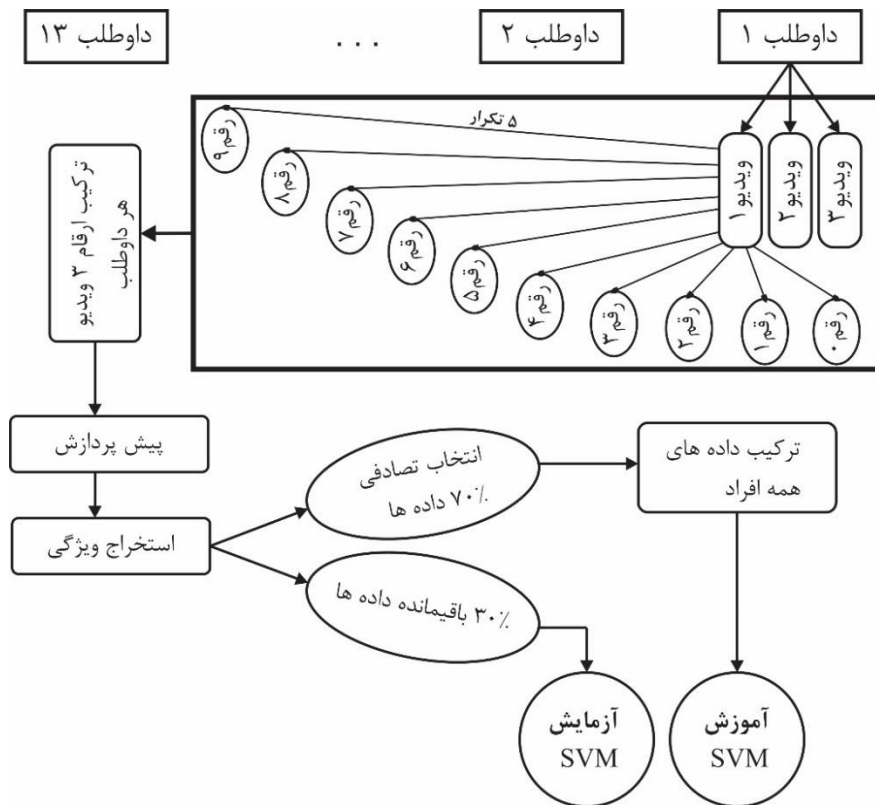 داوطلب ۱
داوطلب ۲
. . .
داوطلب ۱۳
ویدیو ۳
ویدیو ۲
ویدیو ۱
۵ تکرار
رقم ۹
رقم ۸
رقم ۷
رقم ۶
رقم ۵
رقم ۴
رقم ۳
رقم ۲
رقم ۱
رقم ۰
ترکیب ارقام ۳ ویدیو
هر داوطلب
پیش پردازش
استخراج ویژگی
انتخاب تصادفی
۷۰٪ داده ها
۳۰٪ باقیمانده داده ها
ترکیب داده های
همه افراد
آزمایش
SVM
آموزش
SVM